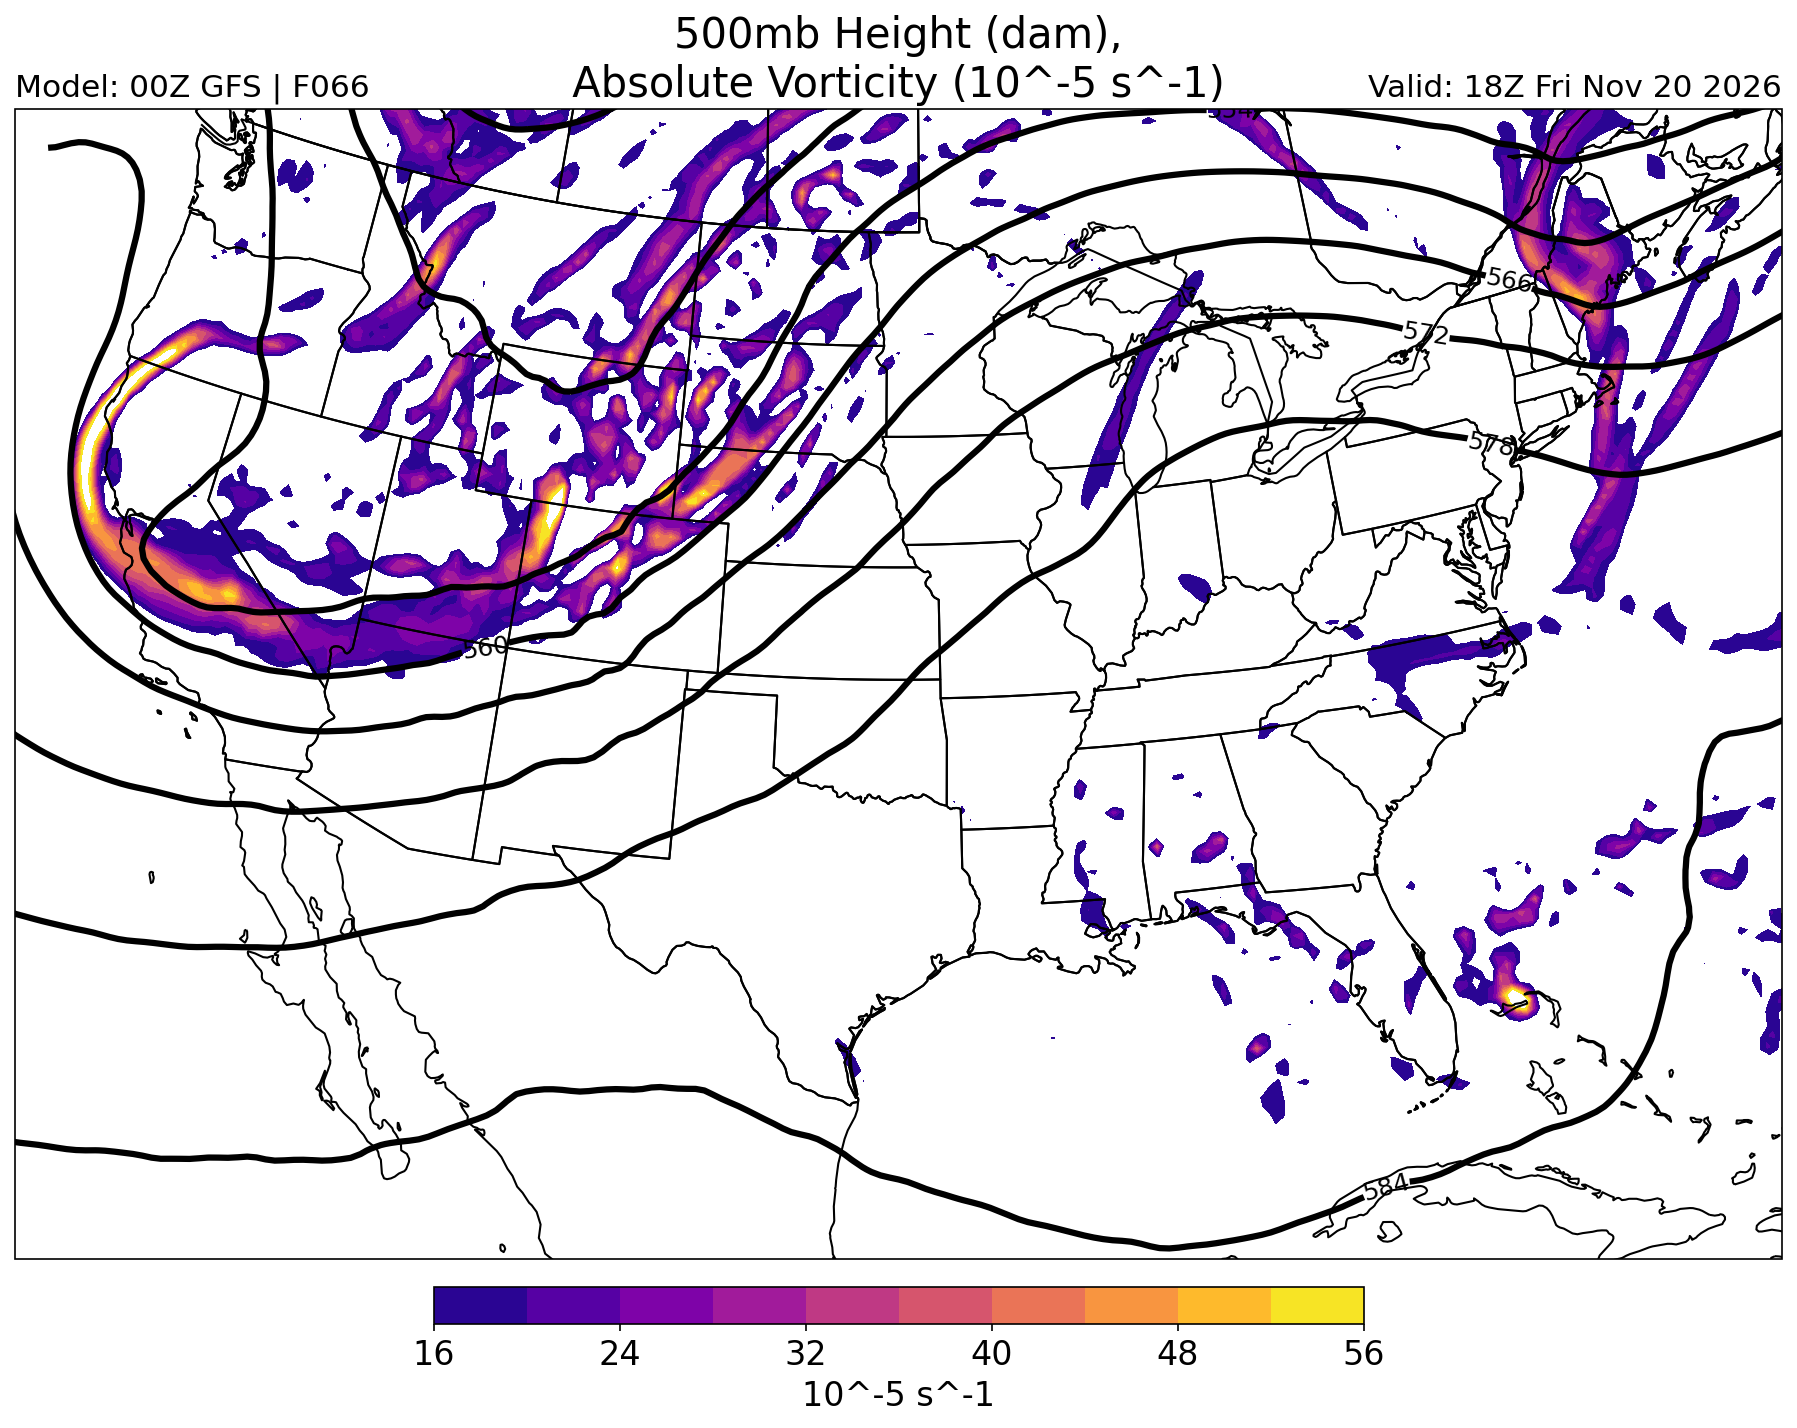 500mb Height (dam),
Model: 00Z GFS | F066
Absolute Vorticity (10^-5 s^-1)
Valid: 18Z Fri Nov 20 2026
554
566
572
578
560
584
16
24
32
40
48
56
10^-5 s^-1